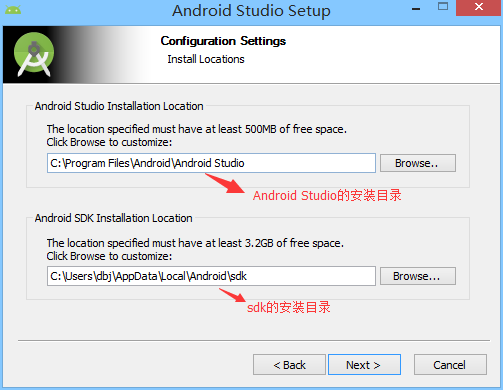 Android Studio Setup
Configuration Settings
Install Locations
Android Studio Installation Location
The location specified must have at least 500MB of free space.
Click Browse to customize:
C:\Program Files\Android\Android Studio
Browse..
Android Studio的安装目录
Android SDK Installation Location
The location specified must have at least 3.2GB of free space.
Click Browse to customize:
C:\Users\dbj\AppData\Local\Android\sdk
Browse...
sdk的安装目录
< Back
Next >
Cancel